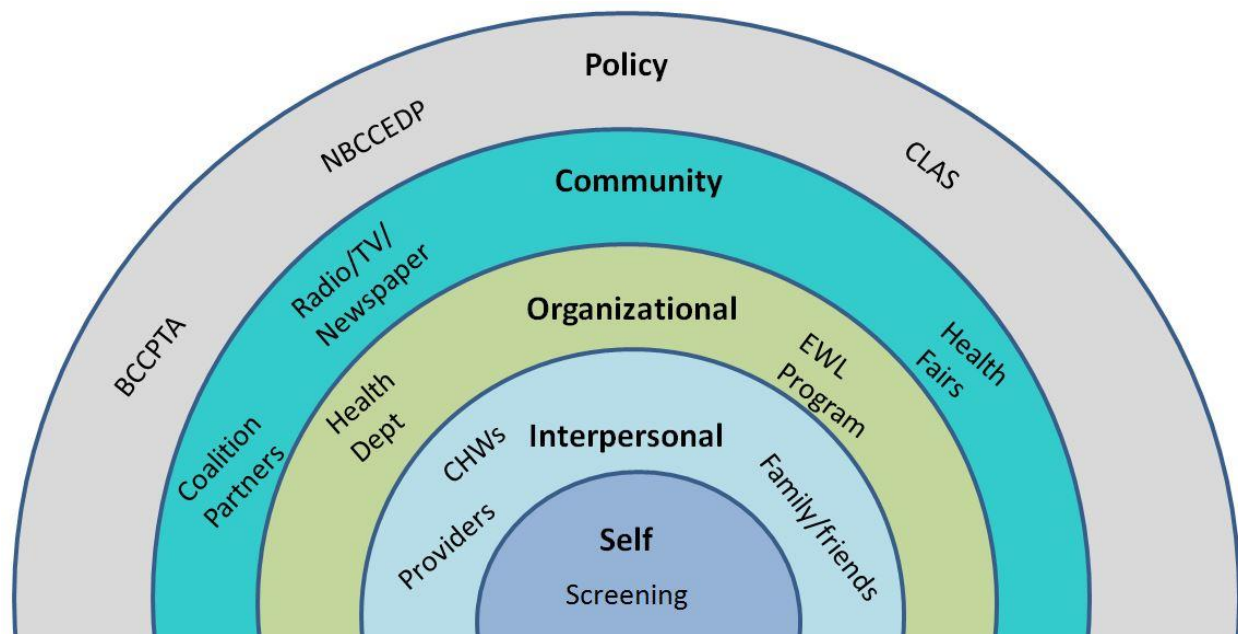 Policy
NBCCEDP
CLAS
BCCPTA
Community
Radio/TV/
Newspaper
Health
Fairs
Coalition
Partners
Organizational
EWL
Program
Health
Dept
Interpersonal
CHWs
Providers
Family/friends
Self
Screening